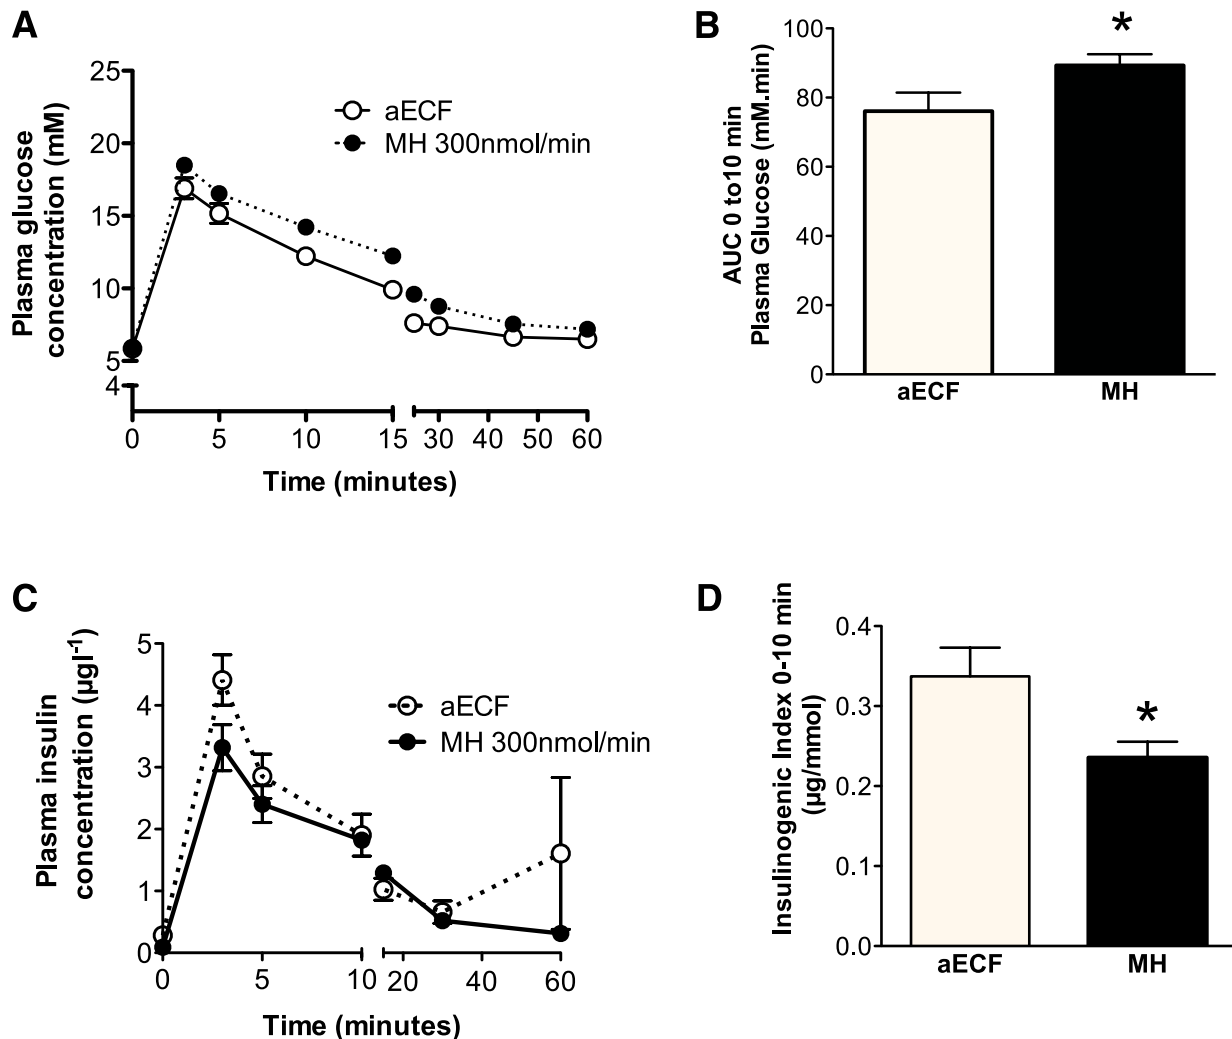 A
25
20
15
10
5
4
Plasma glucose
concentration (mM)
aECF
MH 300nmol/min
0 5 10 15 30 40 50 60
Time (minutes)
B
*
100
80
60
40
20
0
AUC 0 to10 min
Plasma Glucose (mM.min)
aECF MH
C
5
4
3
2
1
0
Plasma insulin
concentration (µgl⁻¹)
aECF
MH 300nmol/min
0 5 10 20 40 60
Time (minutes)
D
0.4
0.3
0.2
0.1
0.0
Insulinogenic Index 0-10 min
(µg/mmol)
*
aECF MH